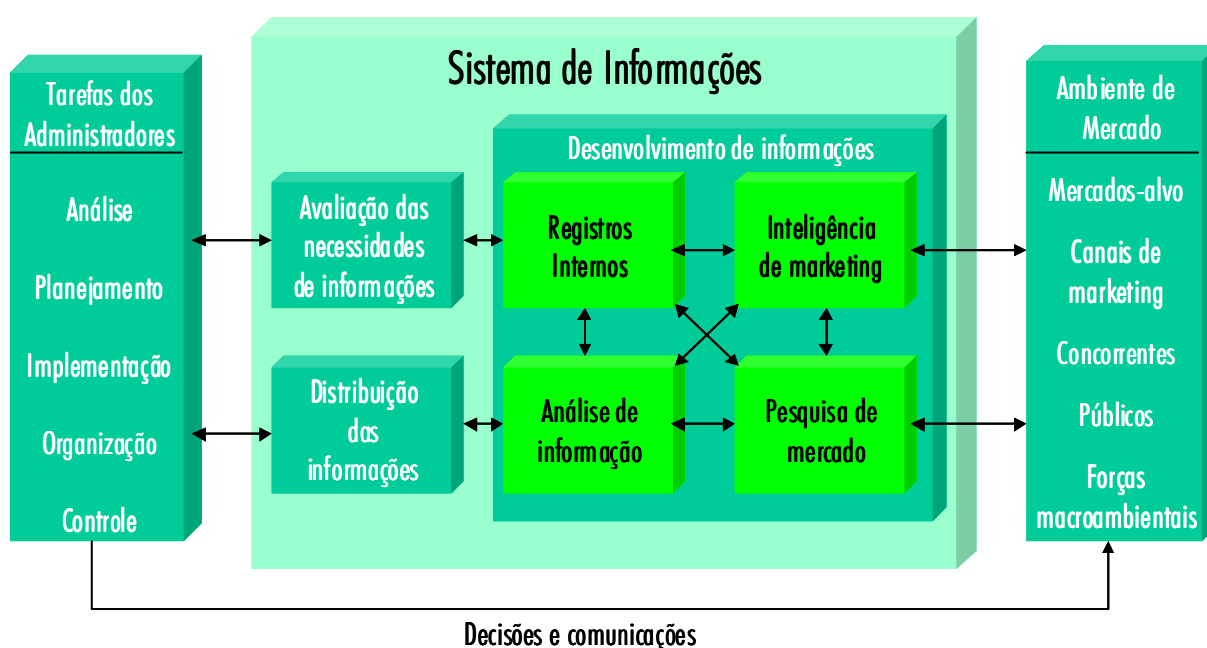 Sistema de Informações
Tarefas dos
Administradores
Análise
Planejamento
Implementação
Organização
Controle
Avaliação das
necessidades
de informações
Distribuição
das
informações
Desenvolvimento de informações
Registros
Internos
Inteligência
de marketing
Análise de
informação
Pesquisa de
mercado
Ambiente de
Mercado
Mercados-alvo
Canais de
marketing
Concorrentes
Públicos
Forças
macroambientais
Decisões e comunicações